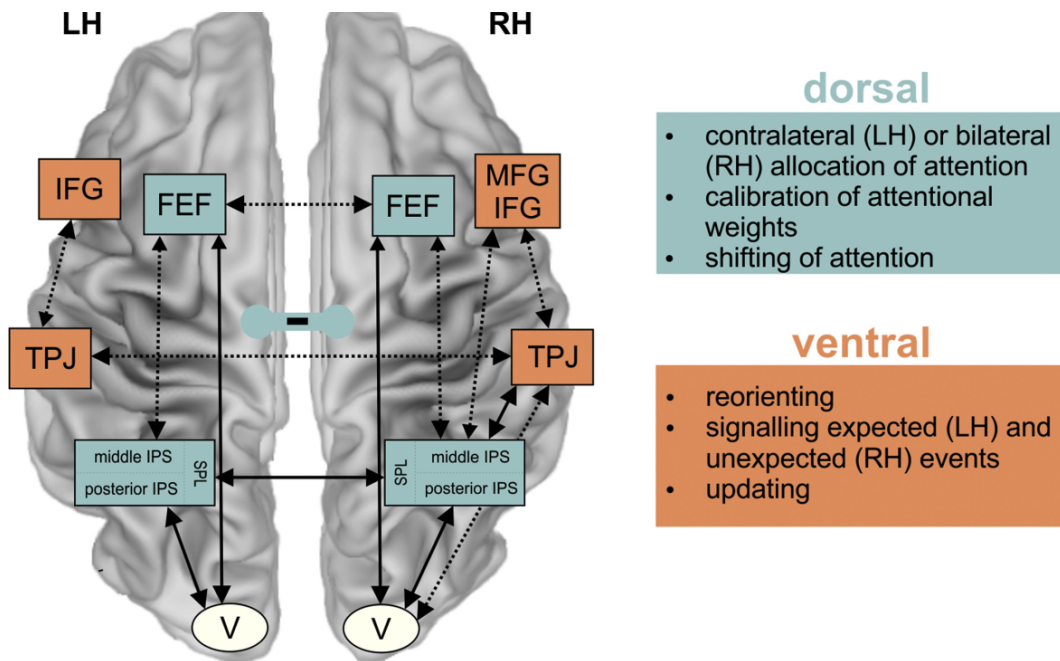 LH
RH
IFG
FEF
FEF
MFG
IFG
TPJ
TPJ
middle IPS
posterior IPS
SPL
SPL
middle IPS
posterior IPS
V
V
dorsal
• contralateral (LH) or bilateral
(RH) allocation of attention
• calibration of attentional
weights
• shifting of attention
ventral
• reorienting
• signalling expected (LH) and
unexpected (RH) events
• updating